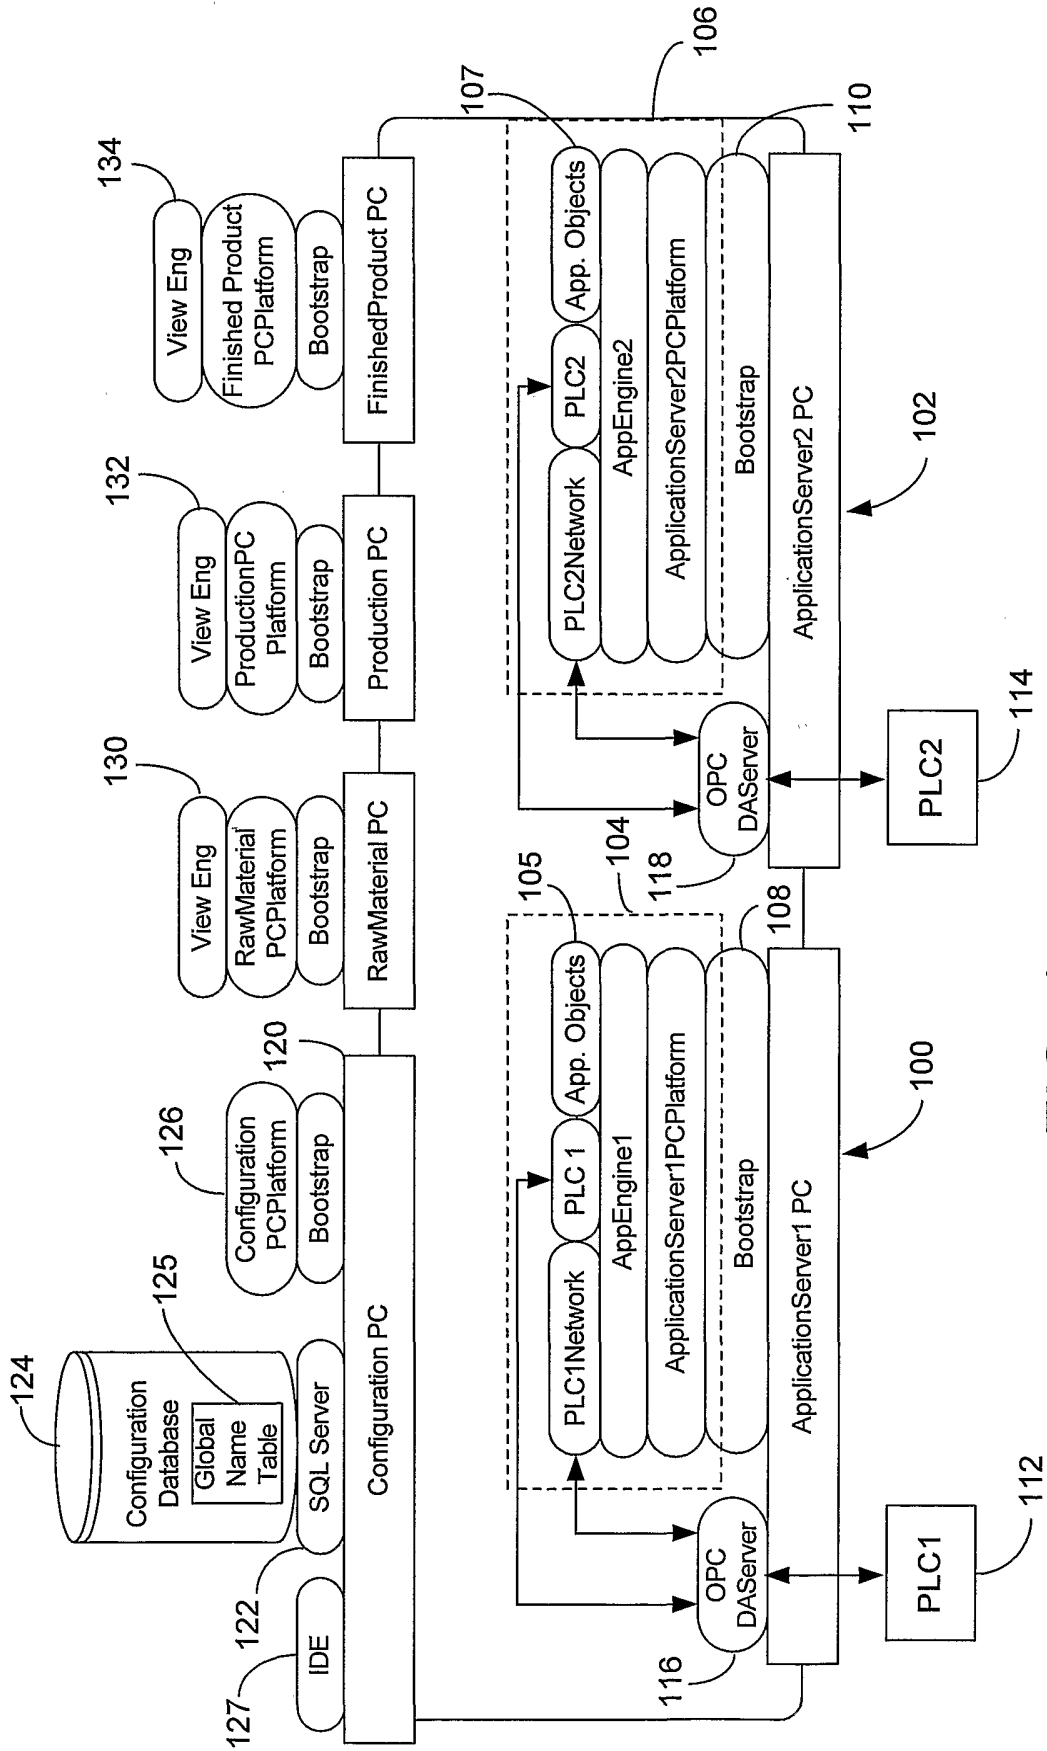 124
Configuration
Database
Global
Name
Table
125
126
Configuration
PCPlatform
Bootstrap
120
127
IDE
122
SQL Server
Configuration PC
130
View Eng
RawMaterial
PCPlatform
Bootstrap
RawMaterial PC
132
View Eng
ProductionPC
Platform
Bootstrap
Production PC
134
View Eng
Finished Product
PCPlatform
Bootstrap
FinishedProduct PC
105
104
PLC1Network
PLC 1
App. Objects
AppEngine1
ApplicationServer1PCPlatform
Bootstrap
108
116
OPC
DAServer
ApplicationServer1 PC
100
PLC1
112
107
106
PLC2Network
PLC2
App. Objects
AppEngine2
ApplicationServer2PCPlatform
Bootstrap
110
118
OPC
DAServer
ApplicationServer2 PC
102
PLC2
114